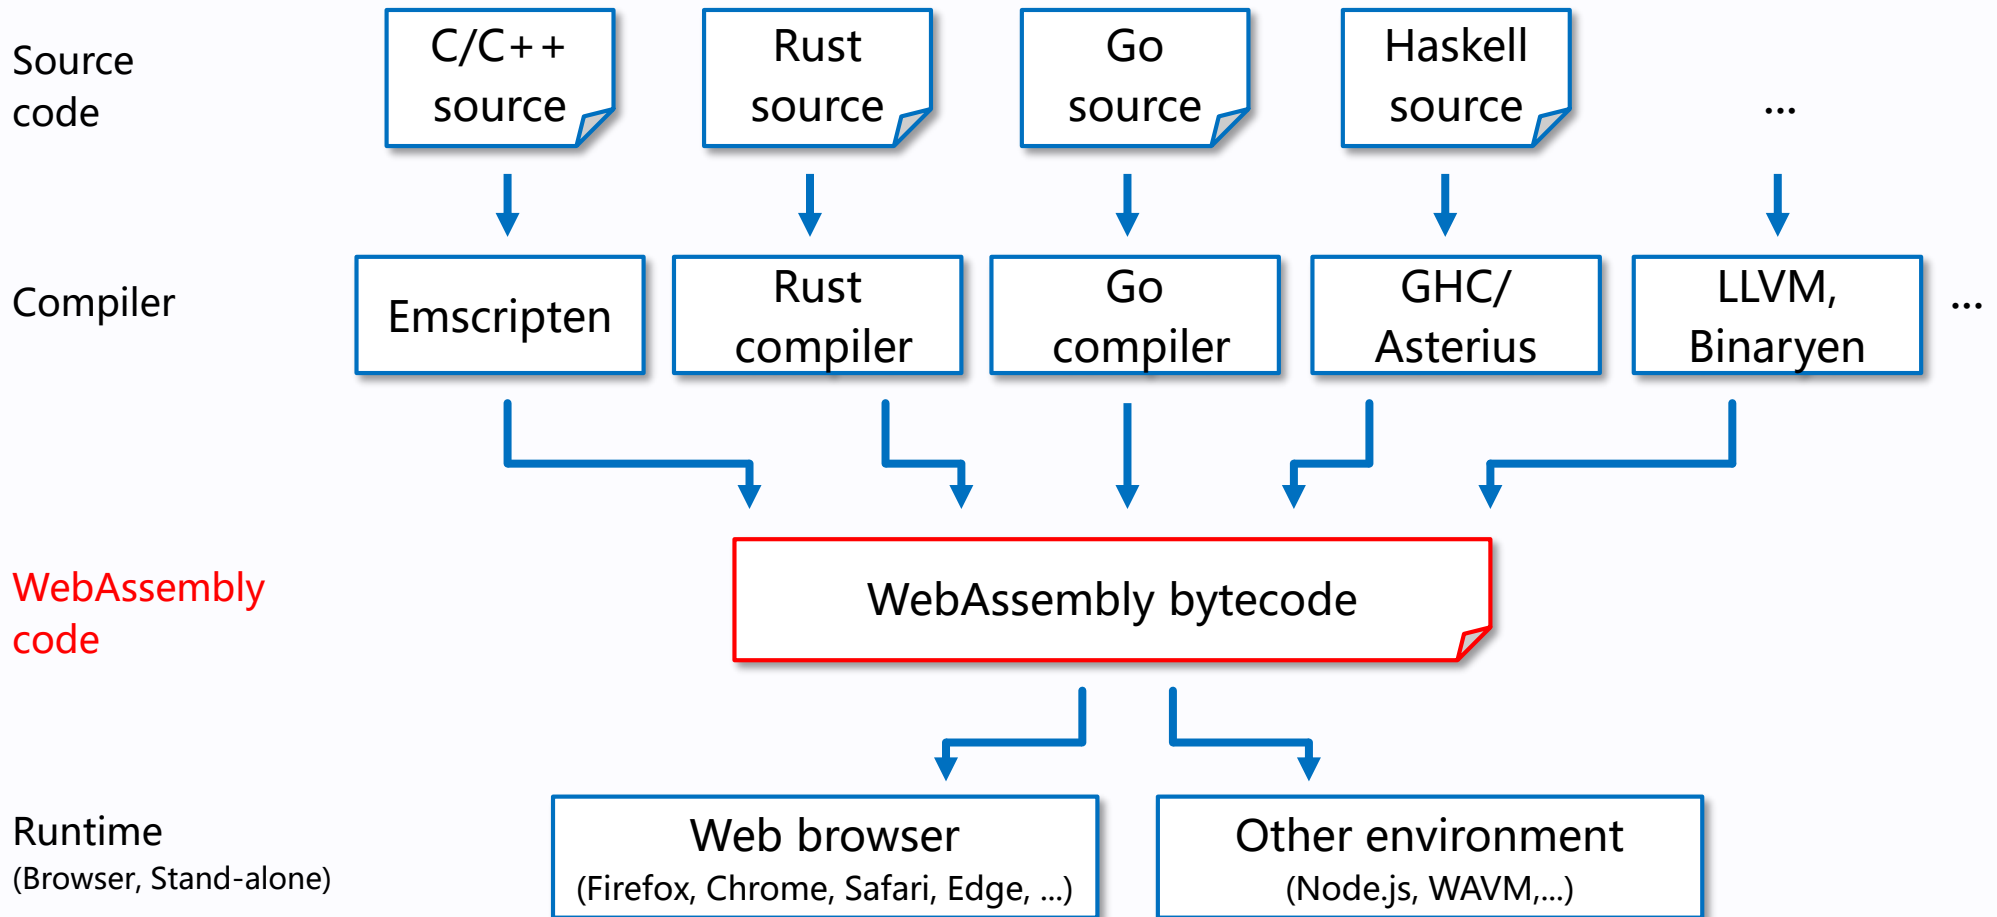 Source
code
C/C++
source
Rust
source
Go
source
Haskell
source
...
Compiler
Emscripten
Rust
compiler
Go
compiler
GHC/
Asterius
LLVM,
Binaryen
...
WebAssembly
code
WebAssembly bytecode
Runtime
(Browser, Stand-alone)
Web browser
(Firefox, Chrome, Safari, Edge, ...)
Other environment
(Node.js, WAVM,...)